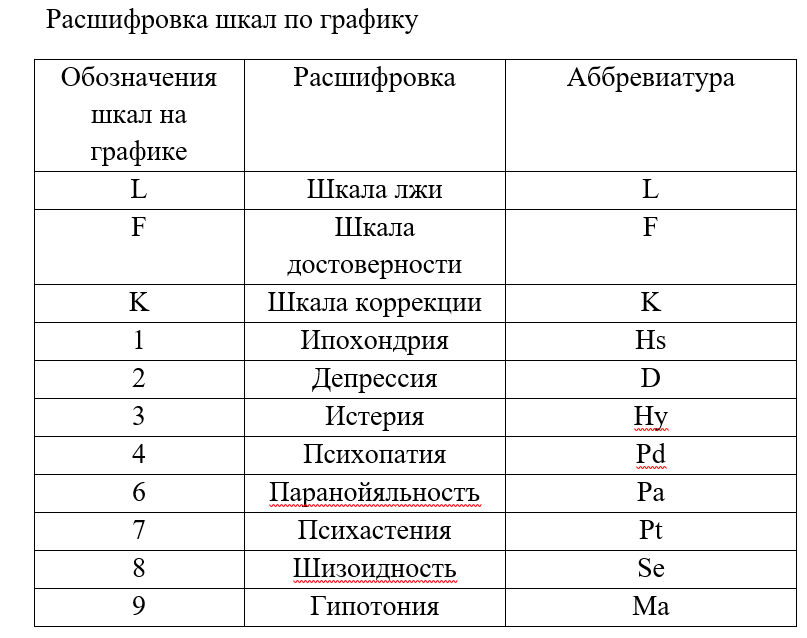 Расшифровка шкал по графику
Обозначения шкал на графике Расшифровка Аббревиатура
L Шкала лжи L
F Шкала достоверности F
K Шкала коррекции K
1 Ипохондрия Hs
2 Депрессия D
3 Истерия Hy
4 Психопатия Pd
6 Паранойяльностъ Pa
7 Психастения Pt
8 Шизоидность Se
9 Гипотония Ma